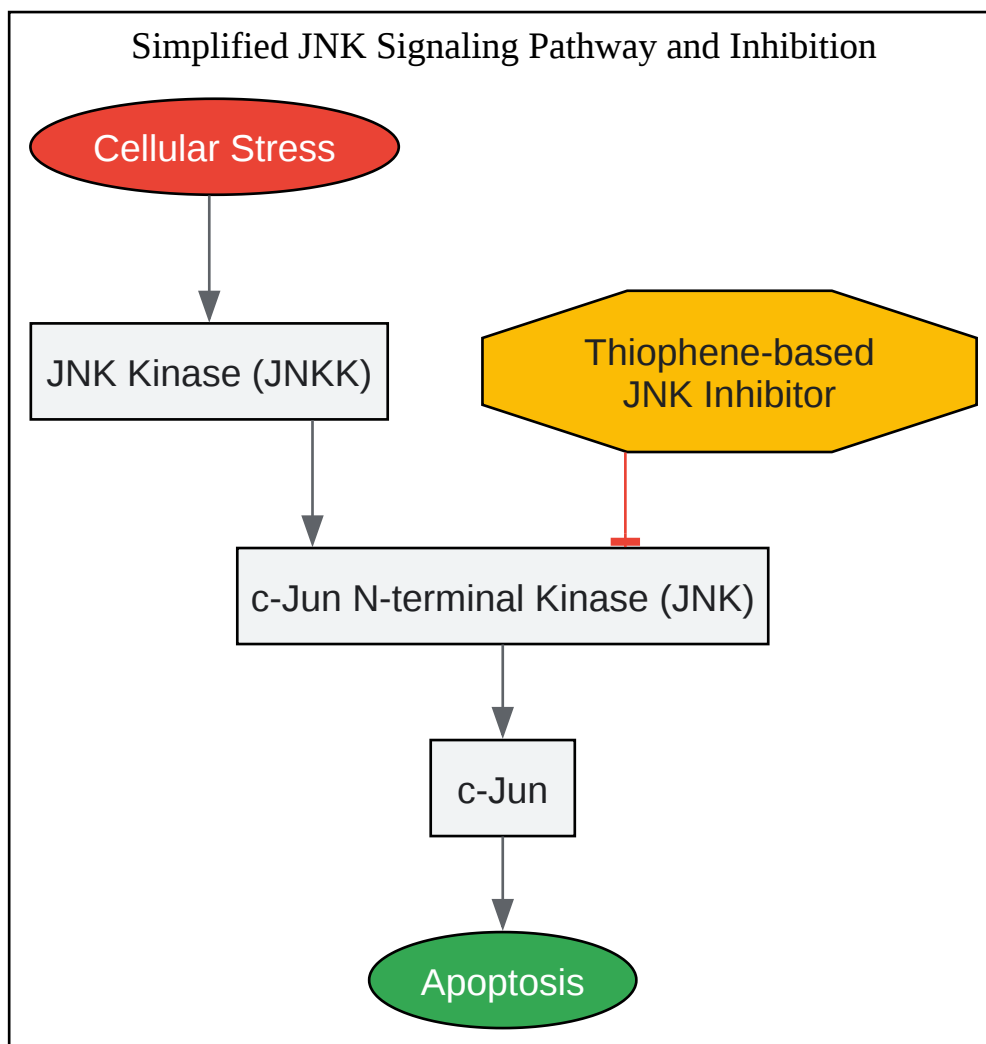 Simplified JNK Signaling Pathway and Inhibition
Cellular Stress
JNK Kinase (JNKK)
Thiophene-based
JNK Inhibitor
c-Jun N-terminal Kinase (JNK)
c-Jun
Apoptosis